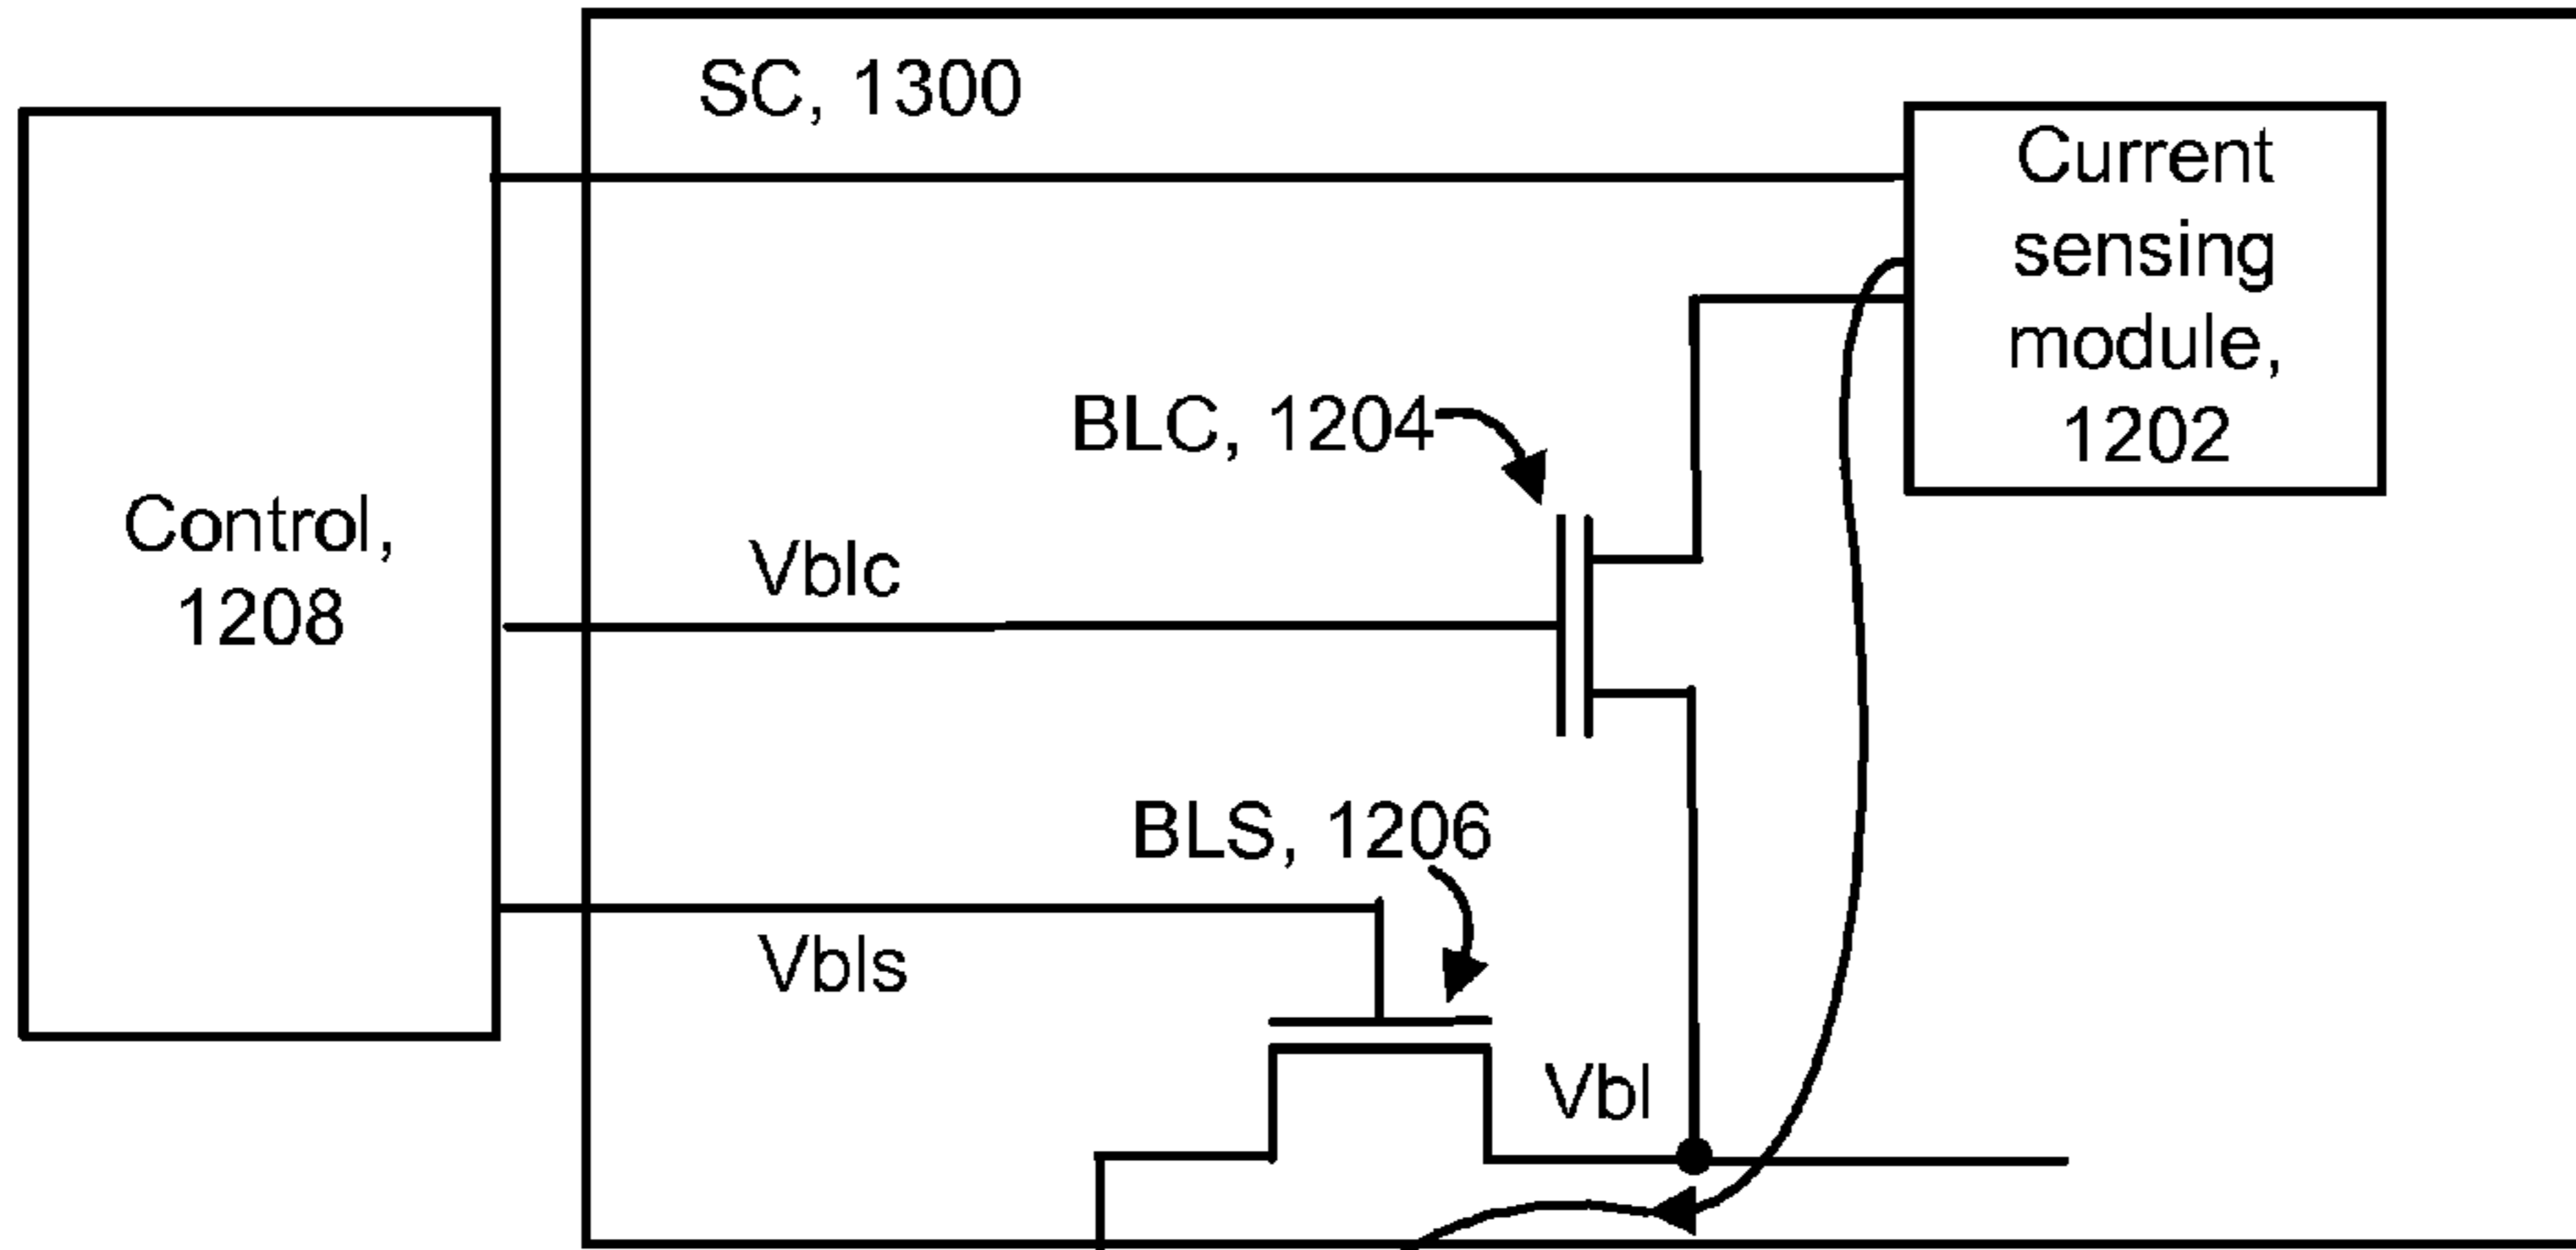 SC, 1300
Current
sensing
module,
1202
BLC, 1204
Control,
1208
Vblc
BLS, 1206
Vbls
Vbl